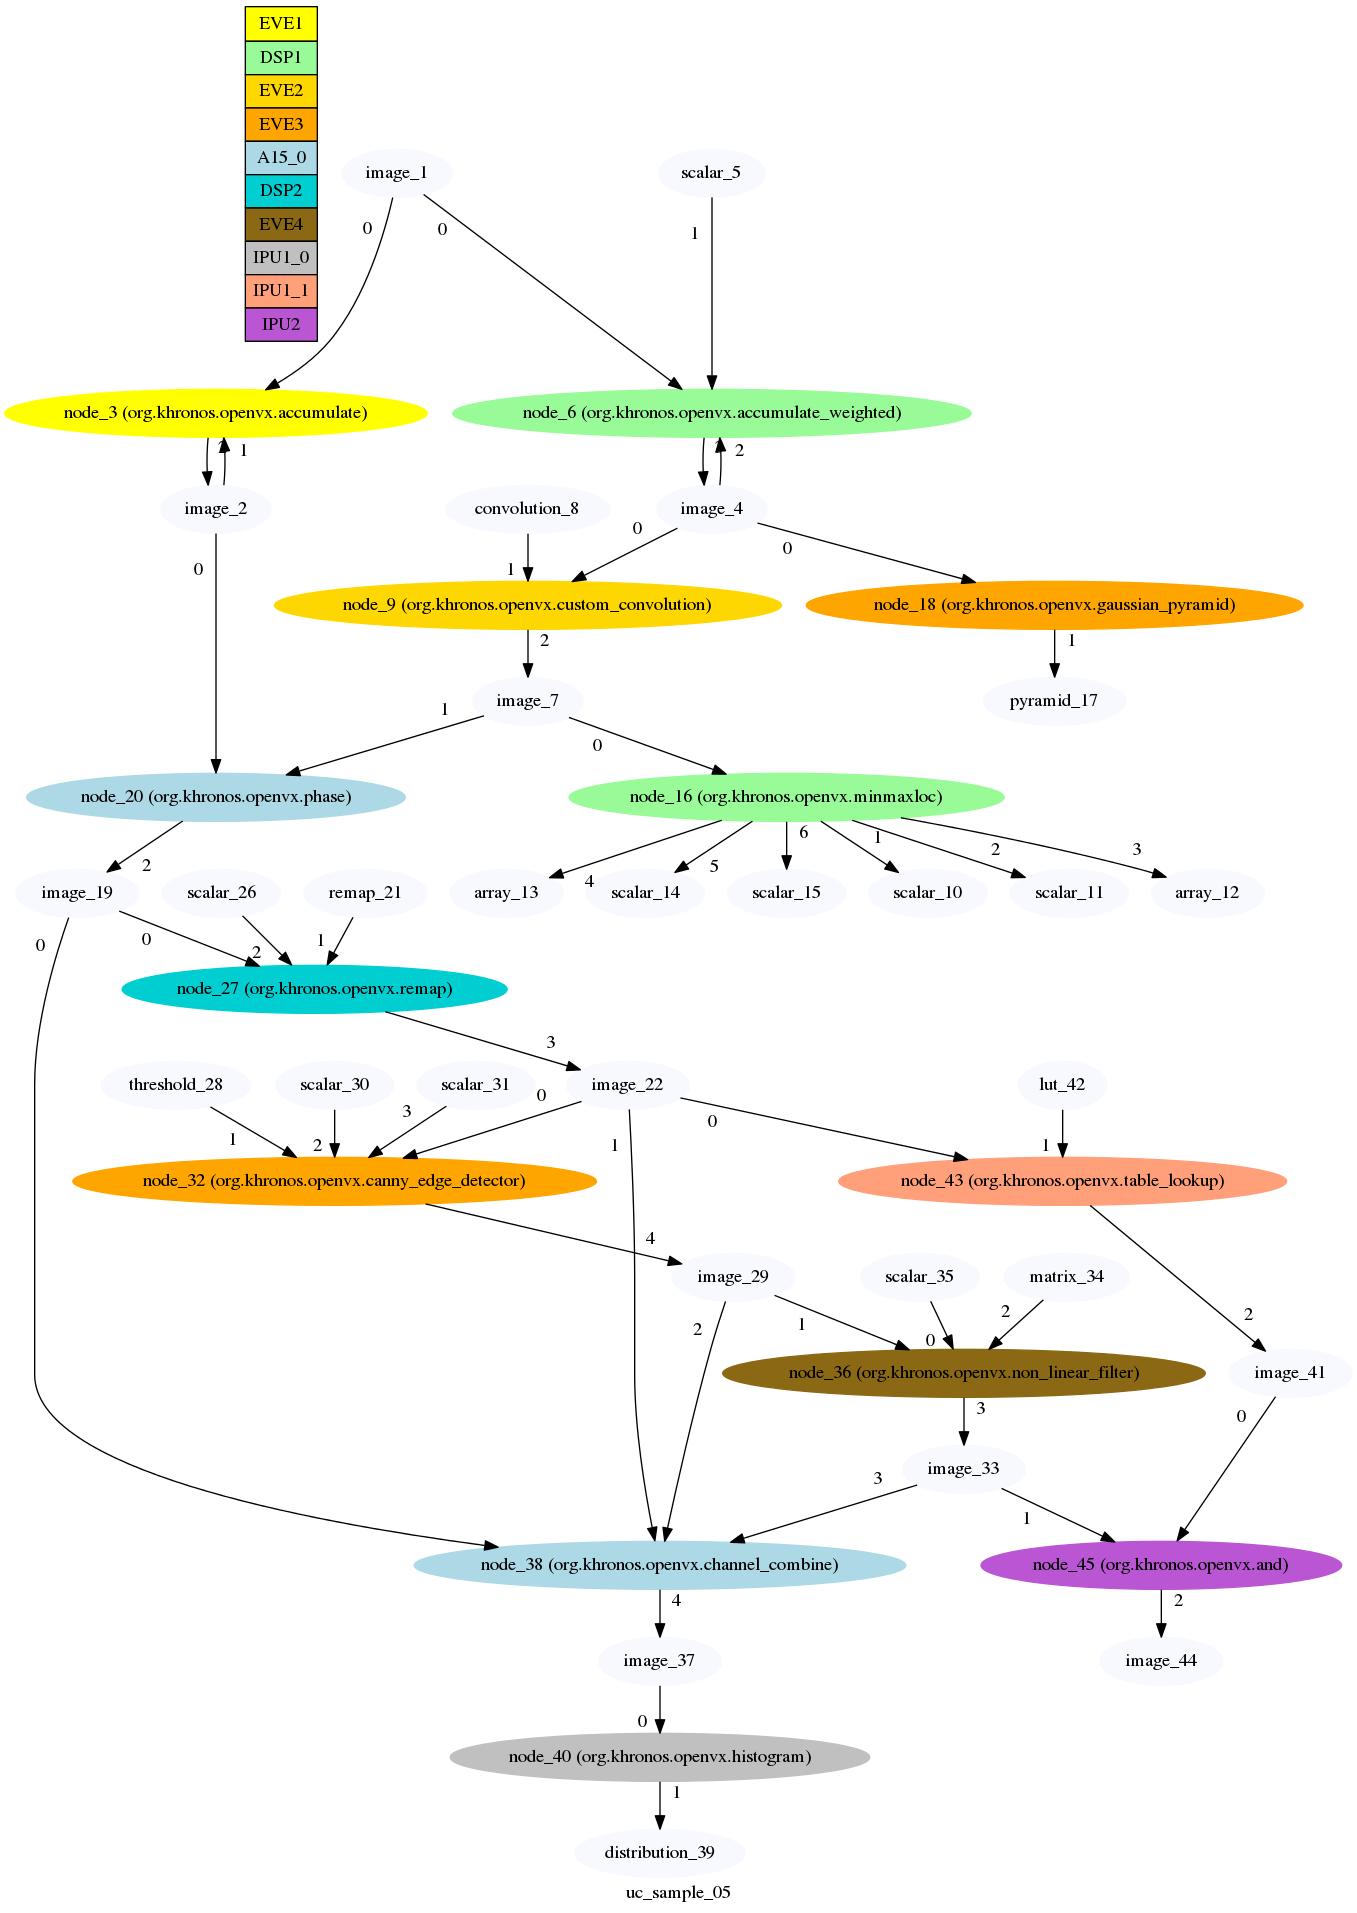 EVE1
DSP1
EVE2
EVE3
A15_0
DSP2
EVE4
IPU1_0
IPU1_1
IPU2
image_1
scalar_5
0
0
1
node_3 (org.khronos.openvx.accumulate)
node_6 (org.khronos.openvx.accumulate_weighted)
1
2
image_2
convolution_8
image_4
0
0
0
1
node_9 (org.khronos.openvx.custom_convolution)
node_18 (org.khronos.openvx.gaussian_pyramid)
2
1
image_7
pyramid_17
1
0
node_20 (org.khronos.openvx.phase)
node_16 (org.khronos.openvx.minmaxloc)
2
4
5
6
1
2
3
image_19
scalar_26
remap_21
array_13
scalar_14
scalar_15
scalar_10
scalar_11
array_12
0
0
2
1
node_27 (org.khronos.openvx.remap)
3
threshold_28
scalar_30
scalar_31
image_22
lut_42
1
2
3
0
1
0
1
node_32 (org.khronos.openvx.canny_edge_detector)
node_43 (org.khronos.openvx.table_lookup)
4
image_29
scalar_35
matrix_34
2
1
0
2
2
node_36 (org.khronos.openvx.non_linear_filter)
image_41
3
0
image_33
3
1
node_38 (org.khronos.openvx.channel_combine)
node_45 (org.khronos.openvx.and)
4
2
image_37
image_44
0
node_40 (org.khronos.openvx.histogram)
1
distribution_39
uc_sample_05